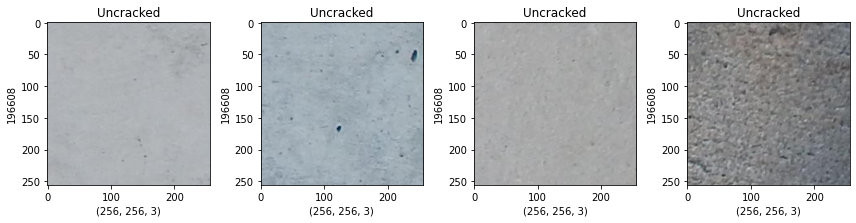 Uncracked Uncracked Uncracked Uncracked
0 0 0 0
50 50 50 50
100 100 100 100
150 150 150 150
200 200 200 200
250 250 250 250
196608 196608 196608 196608
0 100 200 0 100 200 0 100 200 0 100 200
(256, 256, 3) (256, 256, 3) (256, 256, 3) (256, 256, 3)